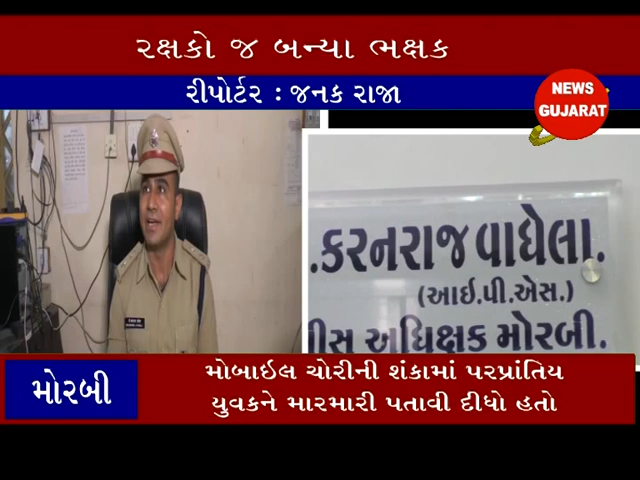 રક્ષકો જ બન્યા ભક્ષક
રીપોર્ટર : જનક રાજા
NEWS
GUJARAT
.કરનરાજ વાઘેલા.
(આઈ.પી.એસ.)
અધિક્ષક મોરબી.
મોરબી
મોબાઇલ ચોરીની શંકામાં પરપ્રાંતિય
યુવકને મારમારી પતાવી દીધો હતો